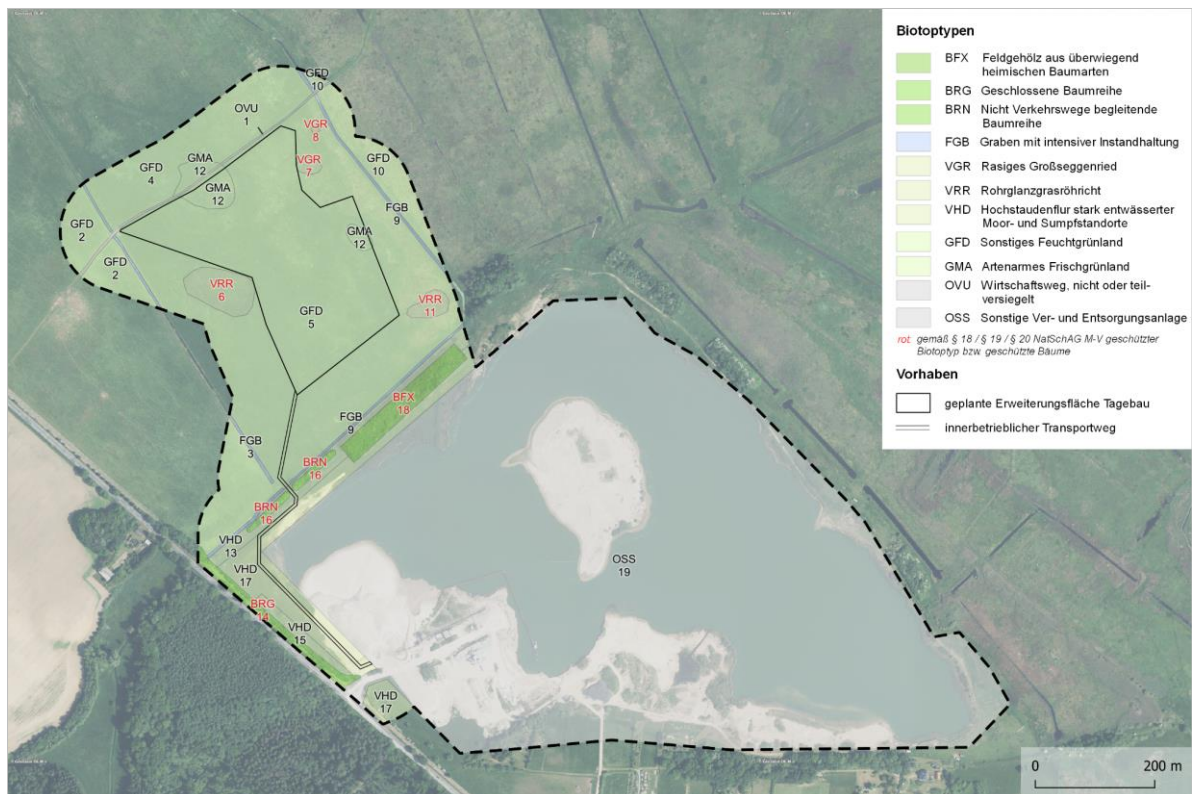 GFD
10
OVU
1
VGR
8
VGR
7
GFD
10
GMA
12
GFD
4
GMA
12
FGB
9
GFD
2
GMA
12
GFD
2
VRR
6
VRR
11
GFD
5
BFX
18
FGB
9
FGB
3
BRN
16
BRN
16
VHD
13
VHD
17
OSS
19
BRG
14
VHD
15
VHD
17
Biotoptypen
BFX Feldgehölz aus überwiegend
heimischen Baumarten
BRG Geschlossene Baumreihe
BRN Nicht Verkehrswege begleitende
Baumreihe
FGB Graben mit intensiver Instandhaltung
VGR Rasiges Großseggenried
VRR Rohrglanzgrasröhricht
VHD Hochstaudenflur stark entwässerter
Moor- und Sumpfstandorte
GFD Sonstiges Feuchtgrünland
GMA Artenarmes Frischgrünland
OVU Wirtschaftsweg, nicht oder teil-
versiegelt
OSS Sonstige Ver- und Entsorgungsanlage
rot: gemäß § 18 / § 19 / § 20 NatSchAG M-V geschützter
Biotoptyp bzw. geschützte Bäume
Vorhaben
geplante Erweiterungsfläche Tagebau
innerbetrieblicher Transportweg
0 200 m